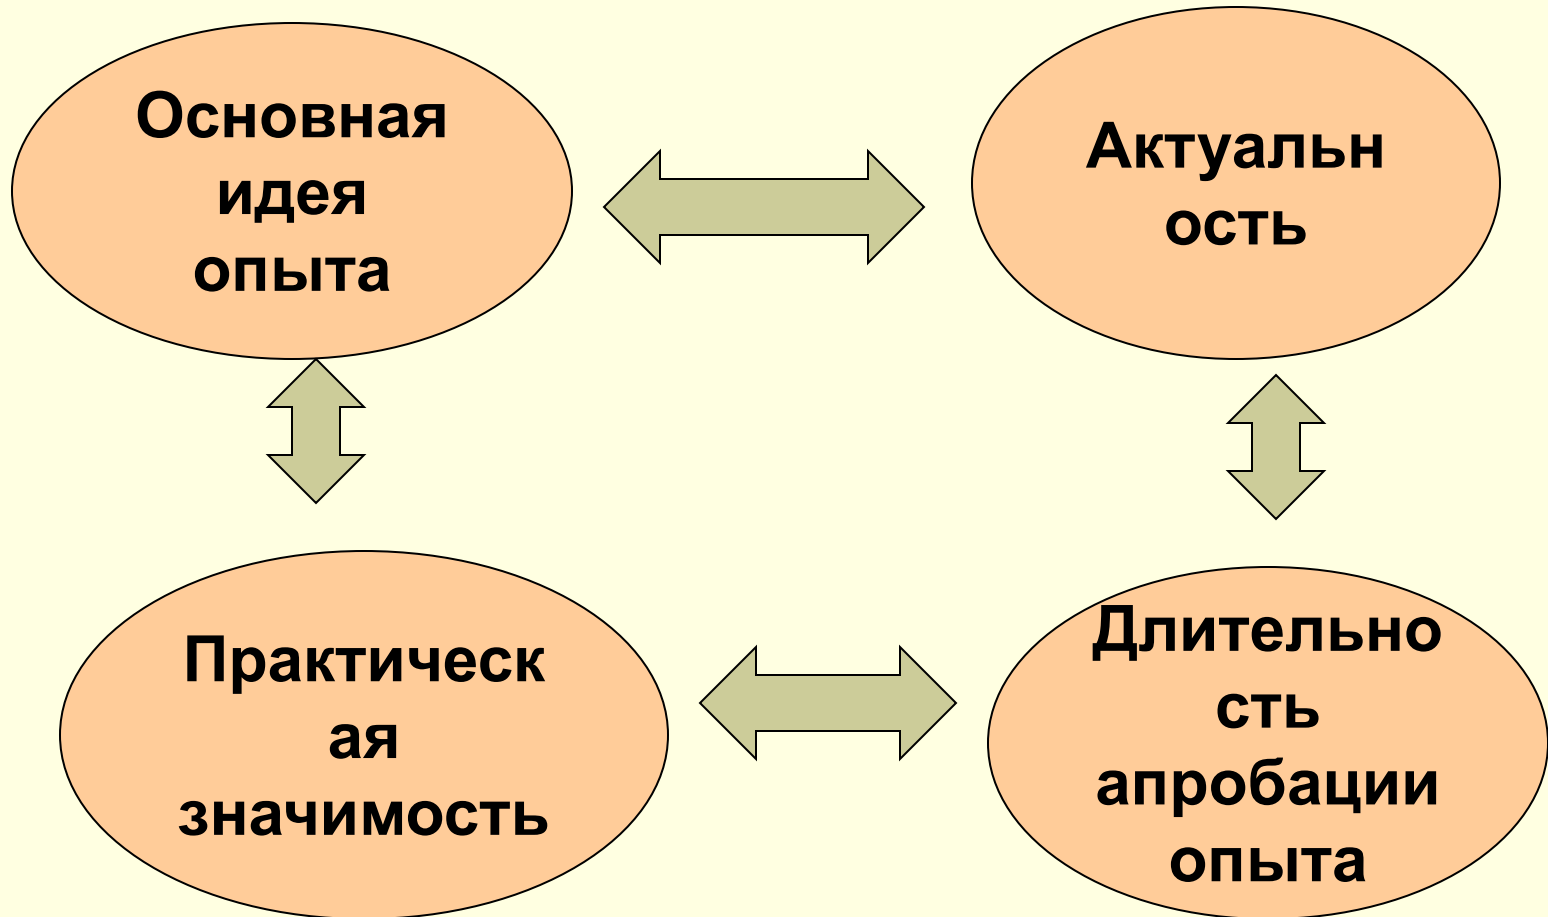 Основная
идея
опыта
Актуальн
ость
Практическ
ая
значимость
Длительно
сть
апробации
опыта